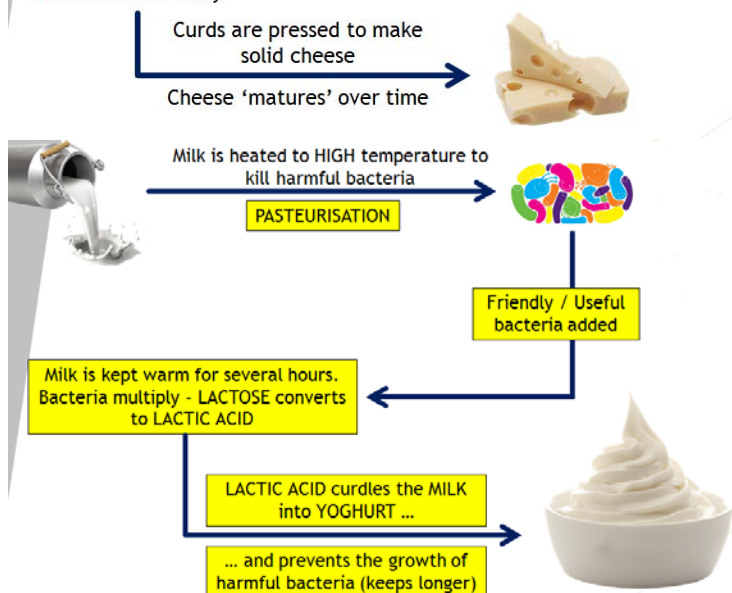 Curds are pressed to make
solid cheese
Cheese ‘matures’ over time
Milk is heated to HIGH temperature to
kill harmful bacteria
PASTEURISATION
Friendly / Useful
bacteria added
Milk is kept warm for several hours.
Bacteria multiply - LACTOSE converts
to LACTIC ACID
LACTIC ACID curdles the MILK
into YOGHURT …
… and prevents the growth of
harmful bacteria (keeps longer)